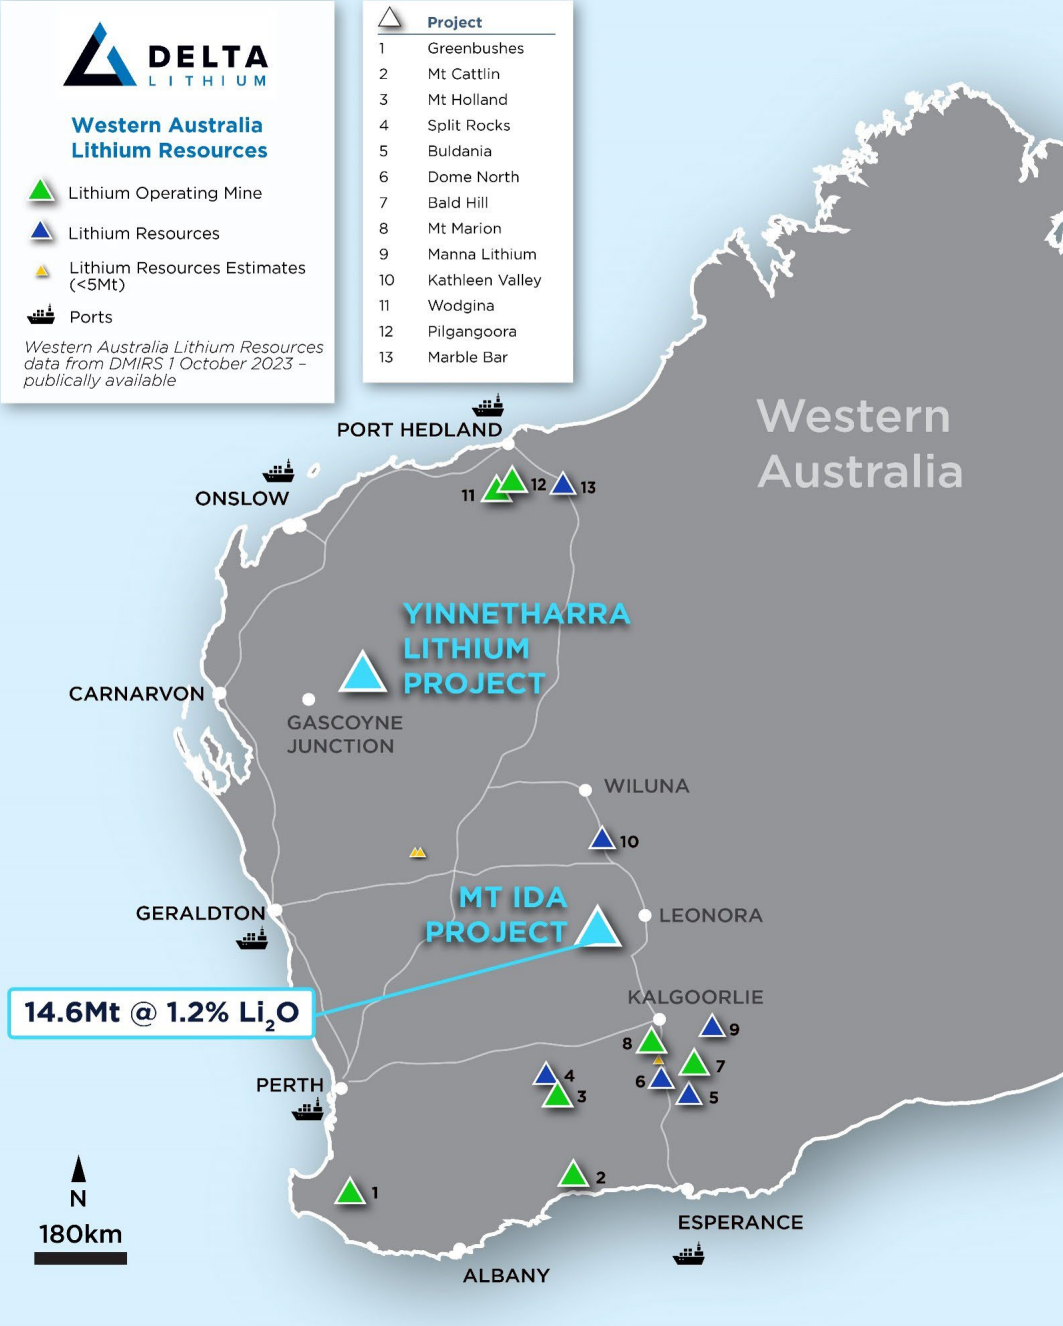 DELTA
LITHIUM
Western Australia
Lithium Resources
Lithium Operating Mine
Lithium Resources
Lithium Resources Estimates
(<5Mt)
Ports
Western Australia Lithium Resources
data from DMIRS 1 October 2023 –
publically available
Project
1 Greenbushes
2 Mt Cattlin
3 Mt Holland
4 Split Rocks
5 Buldania
6 Dome North
7 Bald Hill
8 Mt Marion
9 Manna Lithium
10 Kathleen Valley
11 Wodgina
12 Pilgangoora
13 Marble Bar
Western
Australia
PORT HEDLAND
ONSLOW
11
12
13
YINNETHARRA
LITHIUM
PROJECT
CARNARVON
GASCOYNE
JUNCTION
WILUNA
10
MT IDA
PROJECT
GERALDTON
LEONORA
14.6Mt @ 1.2% Li₂O
KALGOORLIE
9
8
7
PERTH
4
6
3
5
1
2
N
180km
ESPERANCE
ALBANY